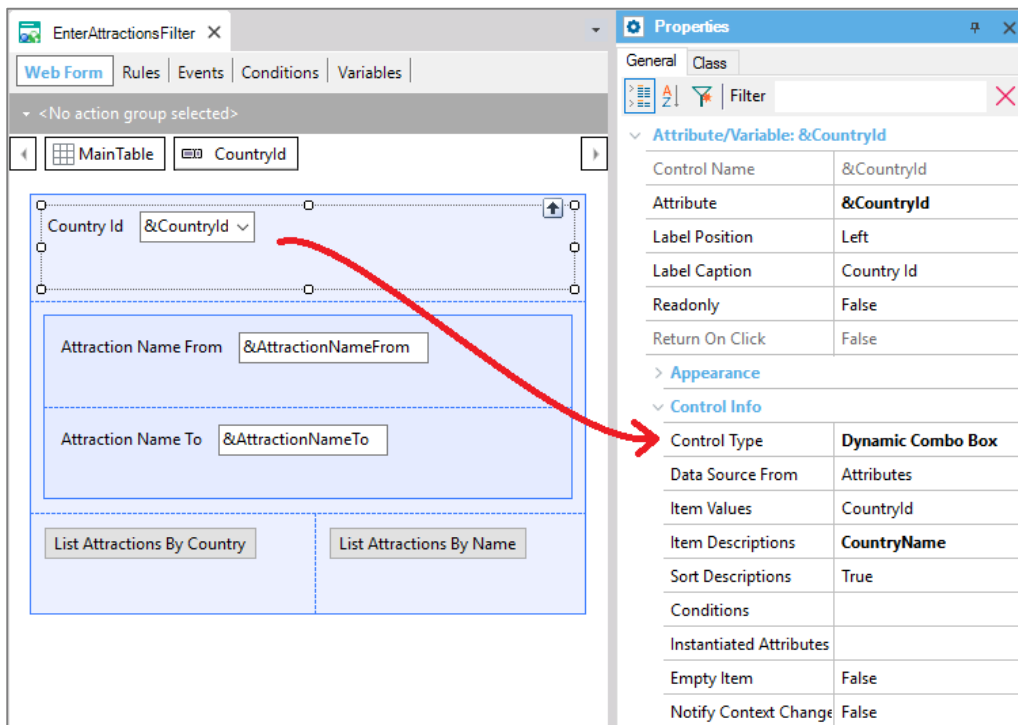 EnterAttractionsFilter
Web Form Rules Events Conditions Variables
<No action group selected>
MainTable CountryId
Country Id &CountryId
Attraction Name From &AttractionNameFrom
Attraction Name To &AttractionNameTo
List Attractions By Country List Attractions By Name
Properties
General Class
Filter
Attribute/Variable: &CountryId
Control Name &CountryId
Attribute &CountryId
Label Position Left
Label Caption Country Id
Readonly False
Return On Click False
Appearance
Control Info
Control Type Dynamic Combo Box
Data Source From Attributes
Item Values CountryId
Item Descriptions CountryName
Sort Descriptions True
Conditions
Instantiated Attributes
Empty Item False
Notify Context Change False